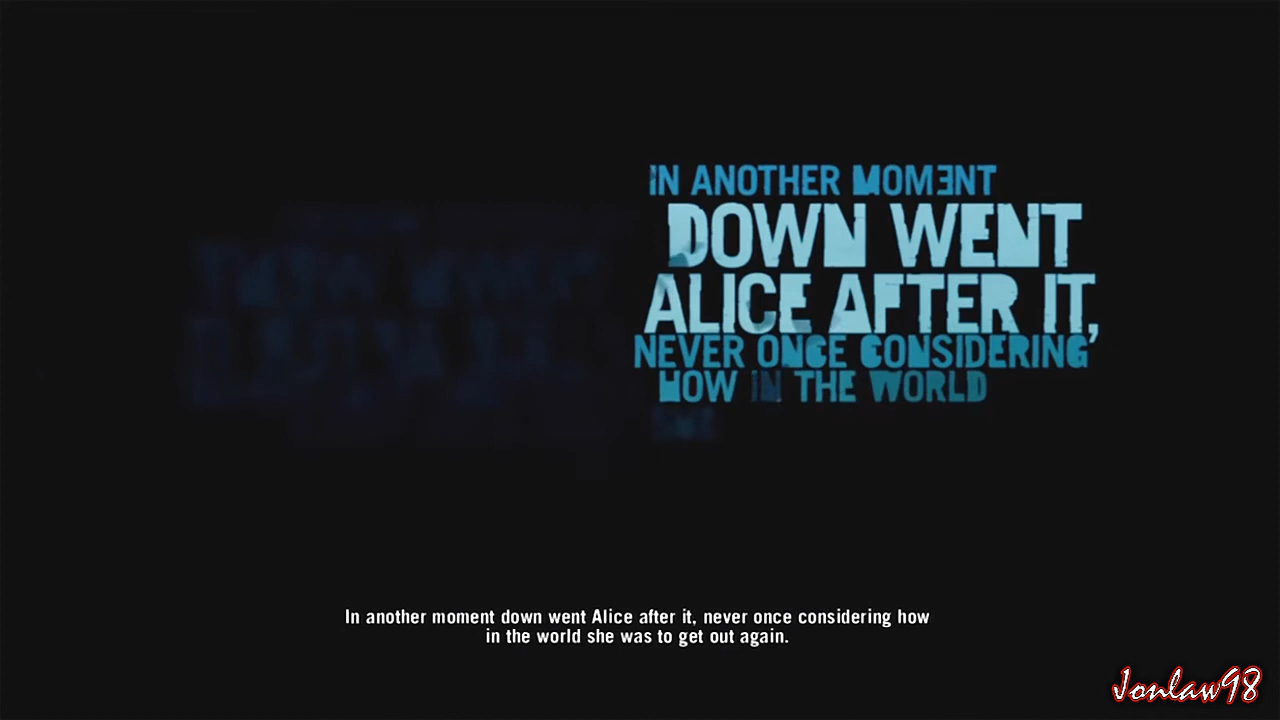 IN ANOTHER MOMENT
DOWN WENT
ALICE AFTER IT,
NEVER ONCE CONSIDERING
HOW IN THE WORLD
In another moment down went Alice after it, never once considering how
in the world she was to get out again.
Jonlaw98